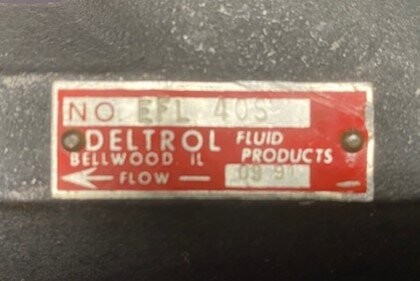 NO. EFL 40S
DELTROL FLUID PRODUCTS
BELLWOOD IL
← FLOW — 09 91